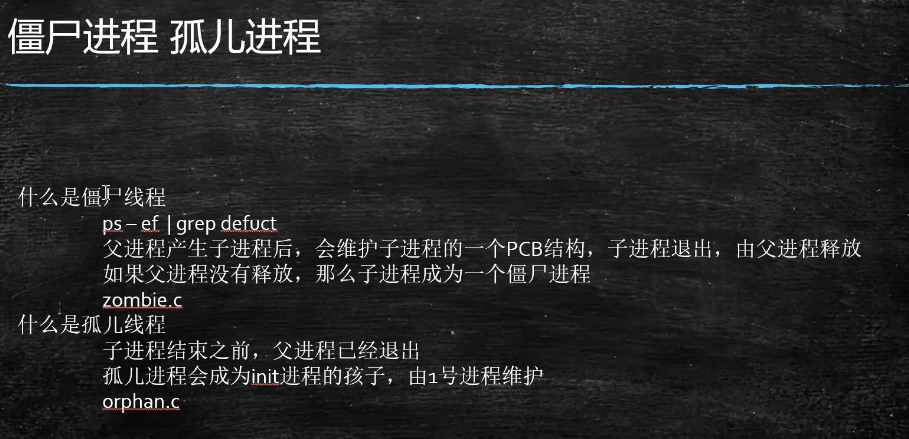 僵尸进程 孤儿进程
什么是僵尸线程
ps – ef | grep defuct
父进程产生子进程后，会维护子进程的一个PCB结构，子进程退出，由父进程释放
如果父进程没有释放，那么子进程成为一个僵尸进程
zombie.c
什么是孤儿线程
子进程结束之前，父进程已经退出
孤儿进程会成为init进程的孩子，由1号进程维护
orphan.c